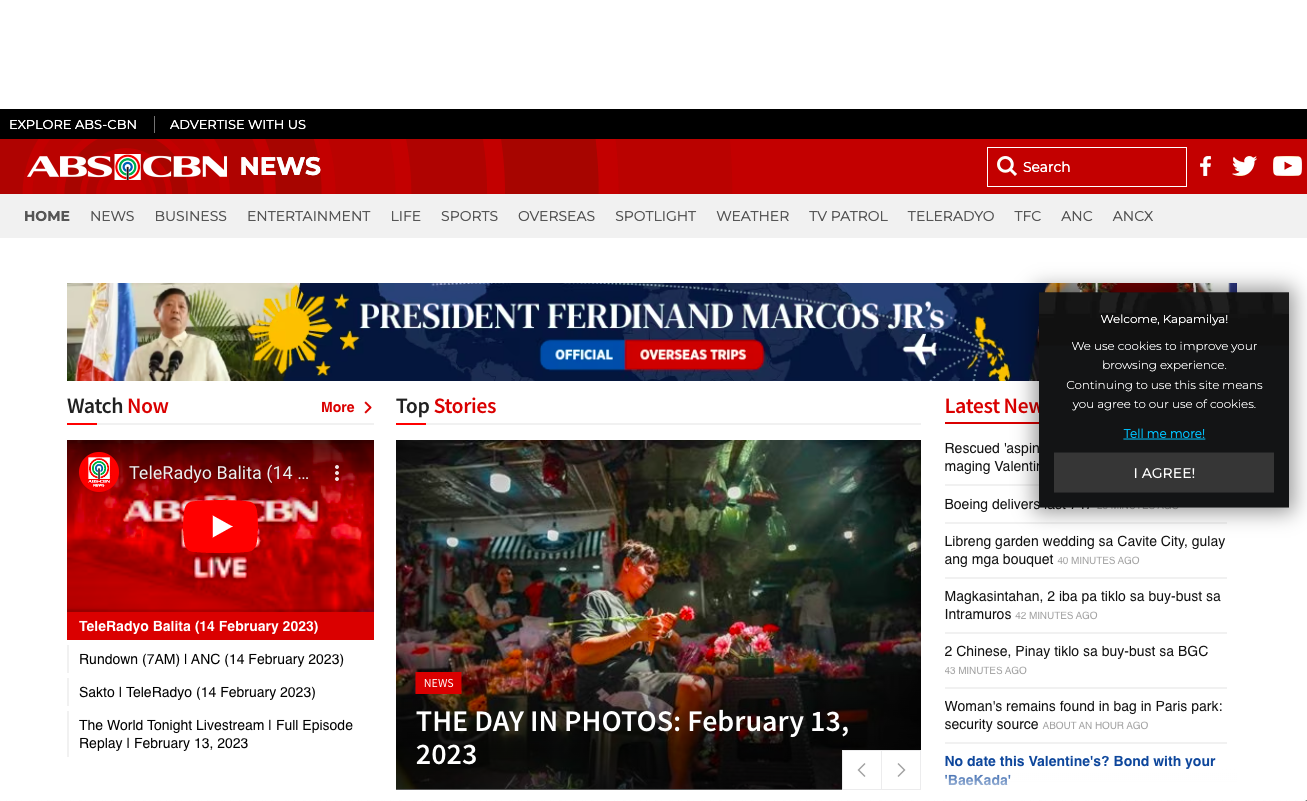 EXPLORE ABS-CBN
ADVERTISE WITH US
ABS-CBN NEWS
Search
HOME NEWS BUSINESS ENTERTAINMENT LIFE SPORTS OVERSEAS SPOTLIGHT WEATHER TV PATROL TELERADYO TFC ANC ANCX
PRESIDENT FERDINAND MARCOS JR's
OFFICIAL OVERSEAS TRIPS
Welcome, Kapamilya!
We use cookies to improve your
browsing experience.
Continuing to use this site means
you agree to our use of cookies.
Tell me more!
I AGREE!
Watch Now
More
TeleRadyo Balita (14 ...
ABS-CBN
LIVE
TeleRadyo Balita (14 February 2023)
Rundown (7AM) | ANC (14 February 2023)
Sakto | TeleRadyo (14 February 2023)
The World Tonight Livestream | Full Episode
Replay | February 13, 2023
Top Stories
NEWS
THE DAY IN PHOTOS: February 13,
2023
Latest New
Rescued 'aspin
maging Valentin
Boeing delivers
Libreng garden wedding sa Cavite City, gulay
ang mga bouquet 40 MINUTES AGO
Magkasintahan, 2 iba pa tiklo sa buy-bust sa
Intramuros 42 MINUTES AGO
2 Chinese, Pinay tiklo sa buy-bust sa BGC
43 MINUTES AGO
Woman's remains found in bag in Paris park:
security source ABOUT AN HOUR AGO
No date this Valentine's? Bond with your
'BaeKada'